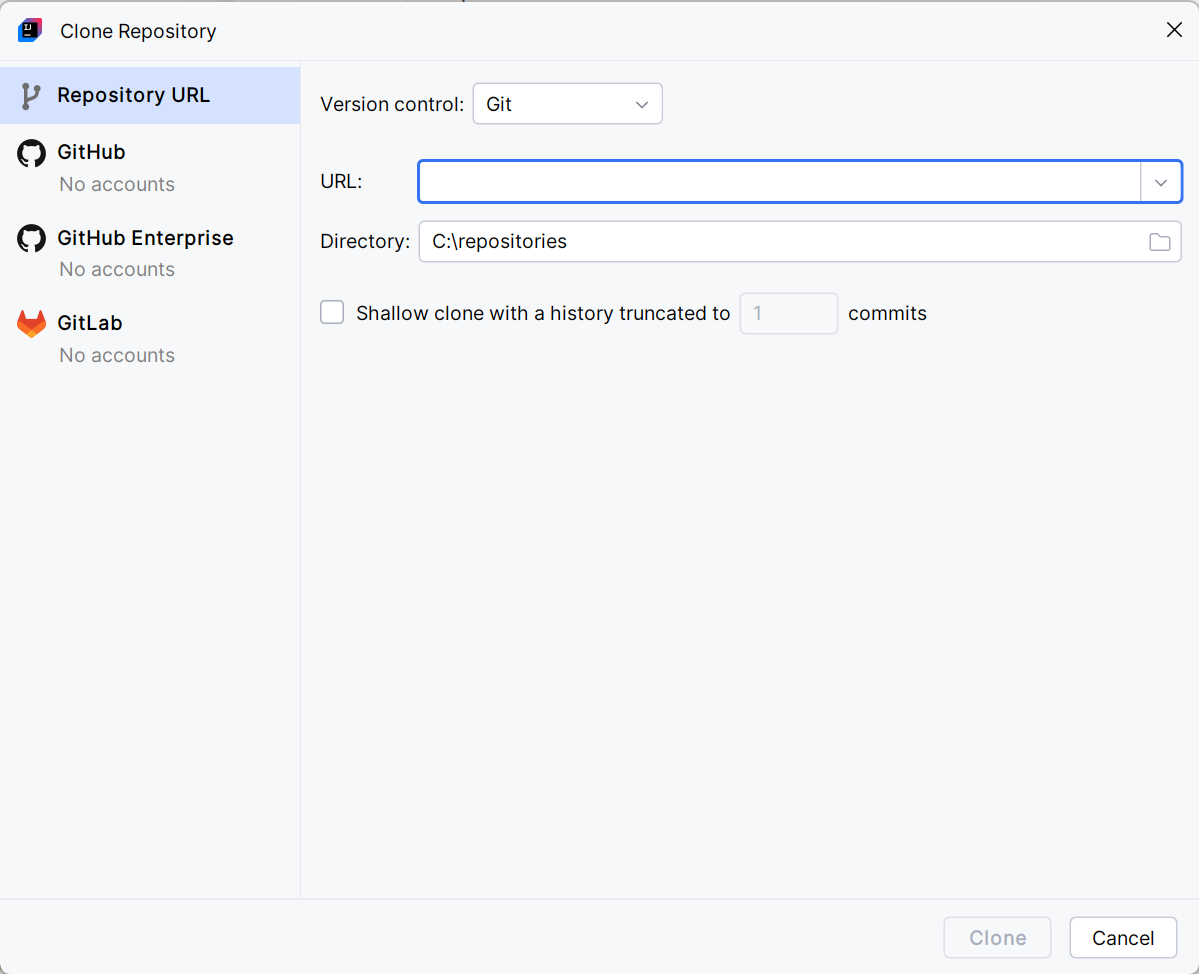 Clone Repository
Repository URL
GitHub
No accounts
GitHub Enterprise
No accounts
GitLab
No accounts
Version control: Git
URL:
Directory: C:\repositories
Shallow clone with a history truncated to 1 commits
Clone Cancel